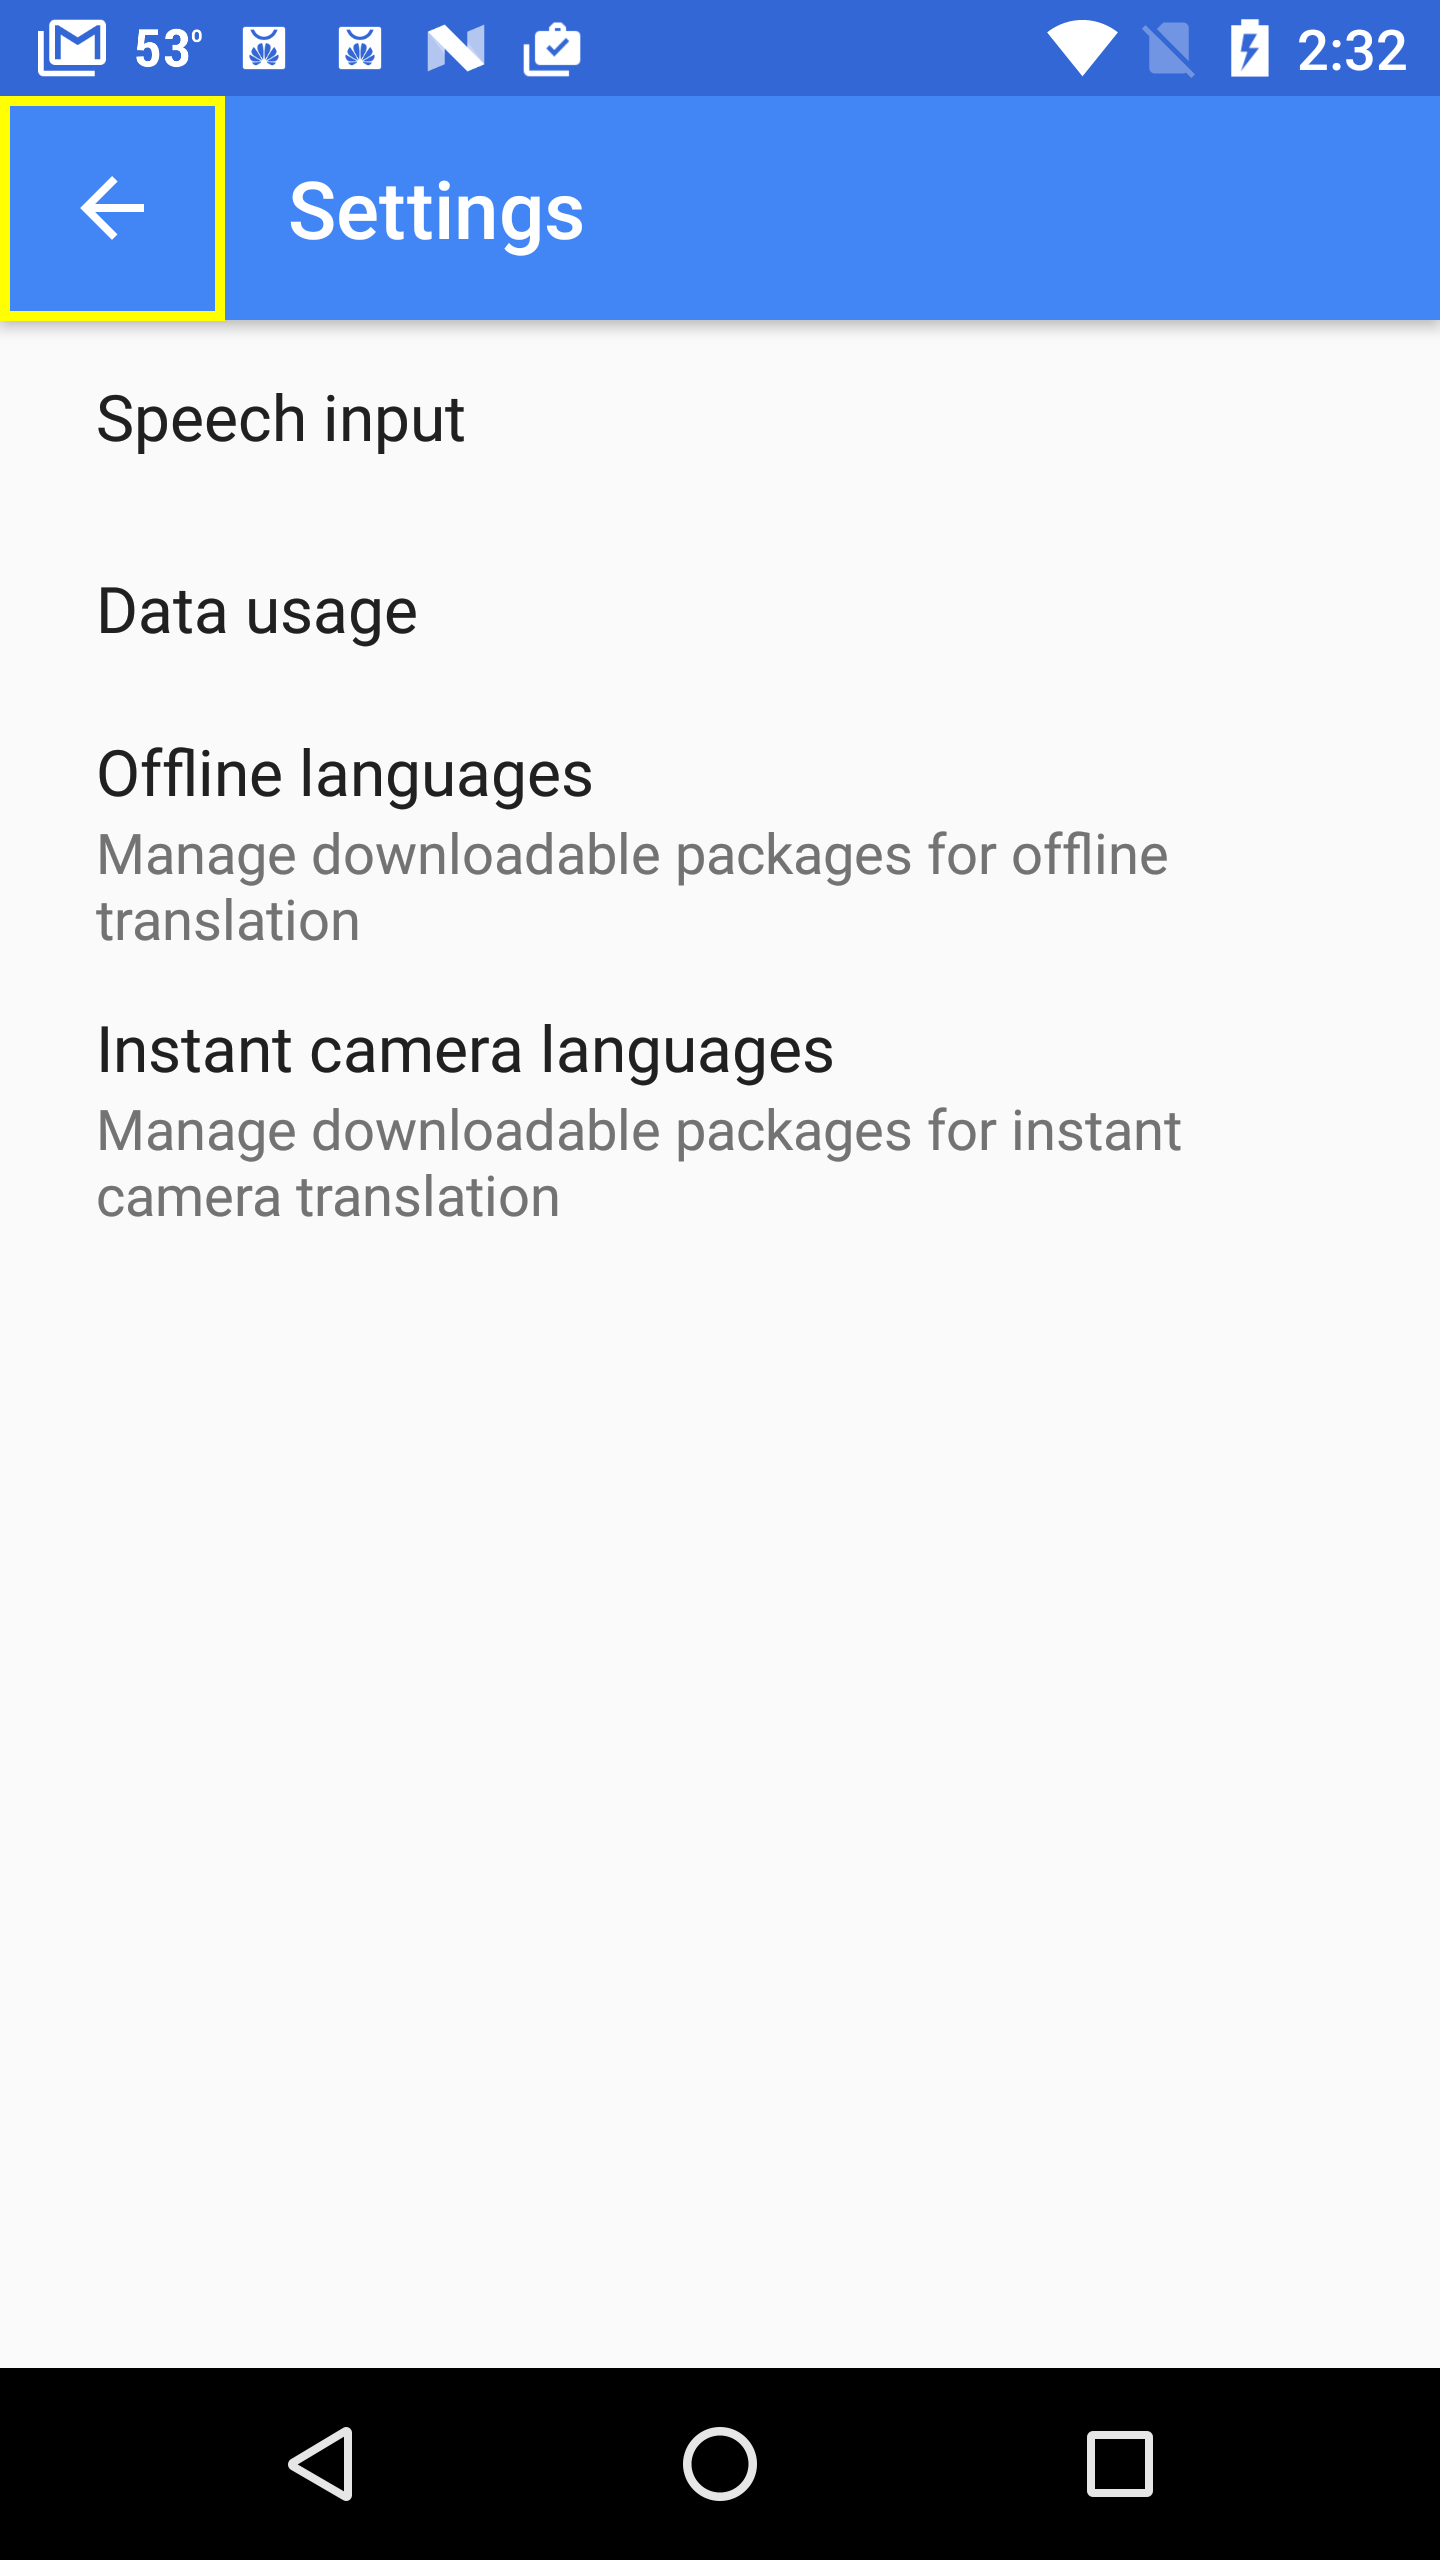 53° 2:32
Settings
Speech input
Data usage
Offline languages
Manage downloadable packages for offline
translation
Instant camera languages
Manage downloadable packages for instant
camera translation